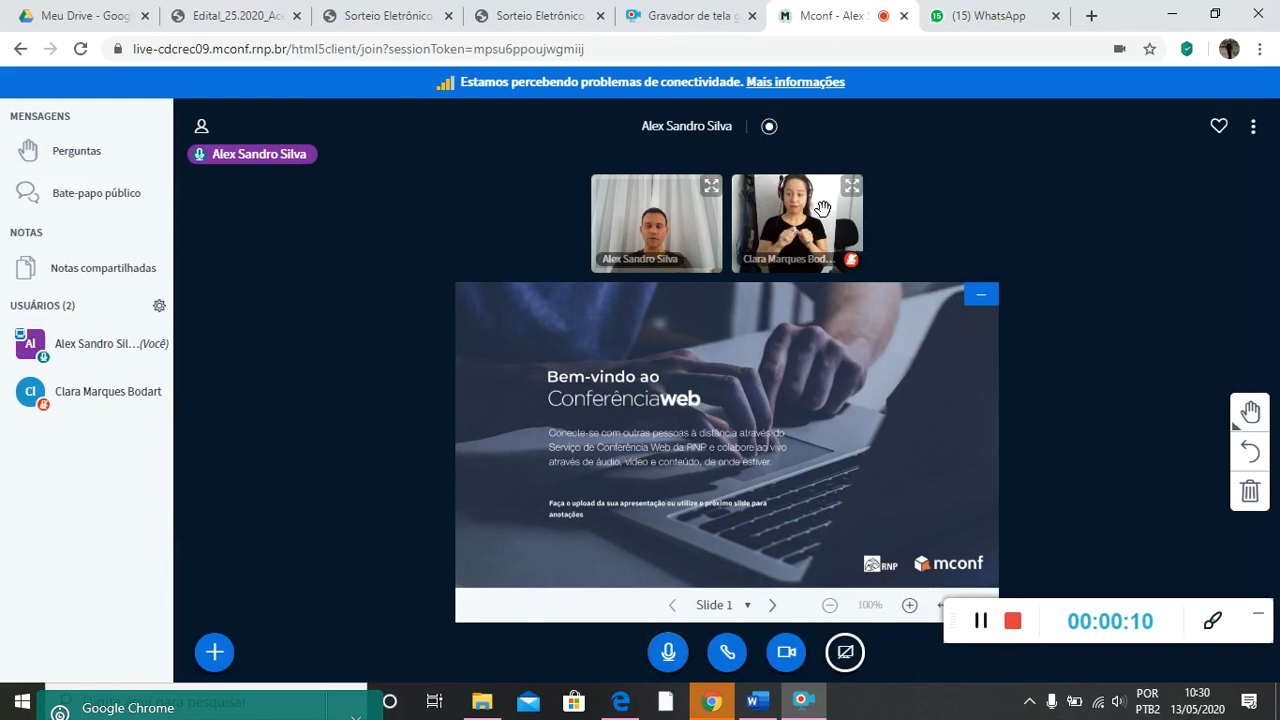 Meu Drive - Goog
Edital_25.2020_Ac
Sorteio Eletrônico
Sorteio Eletrônico
Gravador de tela g
Mconf - Alex S
(15) WhatsApp
live-cdcrec09.mconf.rnp.br/html5client/join?sessionToken=mpsu6ppoujwgmiij
Estamos percebendo problemas de conectividade. Mais informações
MENSAGENS
Perguntas
Bate-papo público
NOTAS
Notas compartilhadas
USUÁRIOS (2)
Al
Alex Sandro Sil... (Você)
Cl
Clara Marques Bodart
Alex Sandro Silva
Alex Sandro Silva
Alex Sandro Silva
Clara Marques Bod...
Bem-vindo ao
Conferênciaweb
Conecte-se com outras pessoas à distância através do
Serviço de Conferência Web da RNP e colabore ao vivo
através de áudio, vídeo e conteúdo, de onde estiver.
Faça o upload da sua apresentação ou utilize o próximo slide para
anotações
RNP
mconf
Slide 1
100%
00:00:10
Digite aqui para pesquisar
Google Chrome
POR
PTB2
10:30
13/05/2020